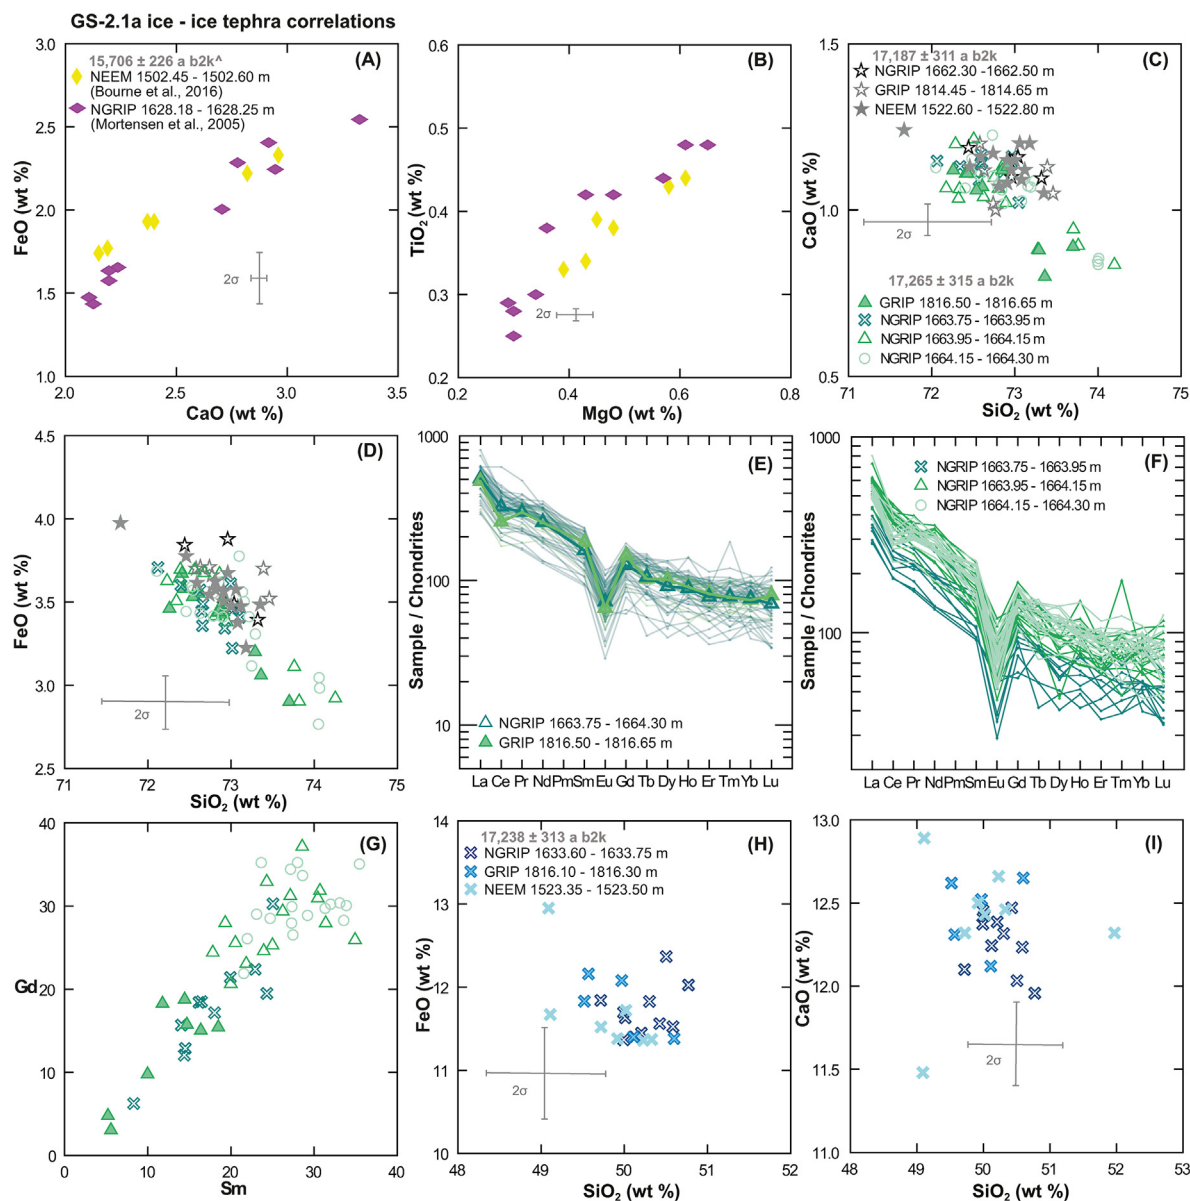 GS-2.1a ice - ice tephra correlations
(A)
15,706 ± 226 a b2k^
NEEM 1502.45 - 1502.60 m
(Bourne et al., 2016)
NGRIP 1628.18 - 1628.25 m
(Mortensen et al., 2005)
3.0
2.5
2.0
1.5
1.0
FeO (wt %)
2σ
2.0
2.5
3.0
3.5
CaO (wt %)
(B)
0.6
0.5
0.4
0.3
0.2
TiO2 (wt %)
2σ
0.2
0.4
0.6
0.8
MgO (wt %)
(C)
17,187 ± 311 a b2k
NGRIP 1662.30 -1662.50 m
GRIP 1814.45 - 1814.65 m
NEEM 1522.60 - 1522.80 m
1.5
1.0
0.5
CaO (wt %)
2σ
17,265 ± 315 a b2k
GRIP 1816.50 - 1816.65 m
NGRIP 1663.75 - 1663.95 m
NGRIP 1663.95 - 1664.15 m
NGRIP 1664.15 - 1664.30 m
71
72
73
74
75
SiO2 (wt %)
(D)
4.5
4.0
3.5
3.0
2.5
FeO (wt %)
2σ
71
72
73
74
75
SiO2 (wt %)
(E)
1000
100
10
Sample / Chondrites
NGRIP 1663.75 - 1664.30 m
GRIP 1816.50 - 1816.65 m
La Ce Pr Nd Pm Sm Eu Gd Tb Dy Ho Er Tm Yb Lu
(F)
NGRIP 1663.75 - 1663.95 m
NGRIP 1663.95 - 1664.15 m
NGRIP 1664.15 - 1664.30 m
1000
100
Sample / Chondrites
La Ce Pr Nd Pm Sm Eu Gd Tb Dy Ho Er Tm Yb Lu
(G)
40
30
20
10
0
Gd
0
10
20
30
40
Sm
(H)
17,238 ± 313 a b2k
NGRIP 1633.60 - 1633.75 m
GRIP 1816.10 - 1816.30 m
NEEM 1523.35 - 1523.50 m
14
13
12
11
10
FeO (wt %)
2σ
48
49
50
51
52
SiO2 (wt %)
(I)
13.0
12.5
12.0
11.5
11.0
CaO (wt %)
2σ
48
49
50
51
52
53
SiO2 (wt %)